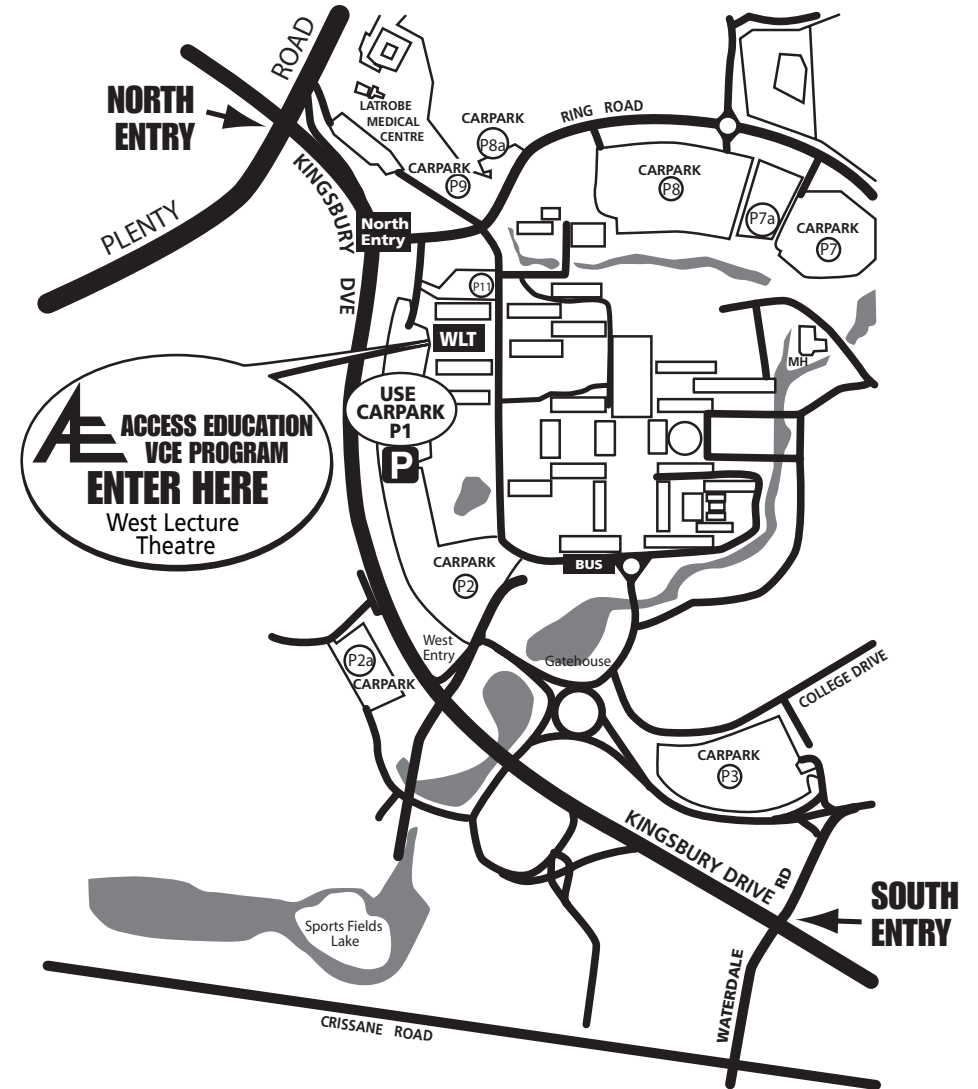 NORTH
ENTRY
PLENTY
ROAD
KINGSBURY
DVE
LATROBE
MEDICAL
CENTRE
CARPARK
P8a
CARPARK
P9
RING ROAD
CARPARK
P8
P7a
CARPARK
P7
North
Entry
P11
WLT
MH
USE
CARPARK
P1
P
AE ACCESS EDUCATION
VCE PROGRAM
ENTER HERE
West Lecture
Theatre
CARPARK
P2
BUS
West
Entry
Gatehouse
P2a
CARPARK
COLLEGE DRIVE
CARPARK
P3
KINGSBURY DRIVE
SOUTH
ENTRY
WATERDALE
RD
Sports Fields
Lake
CRISSANE ROAD